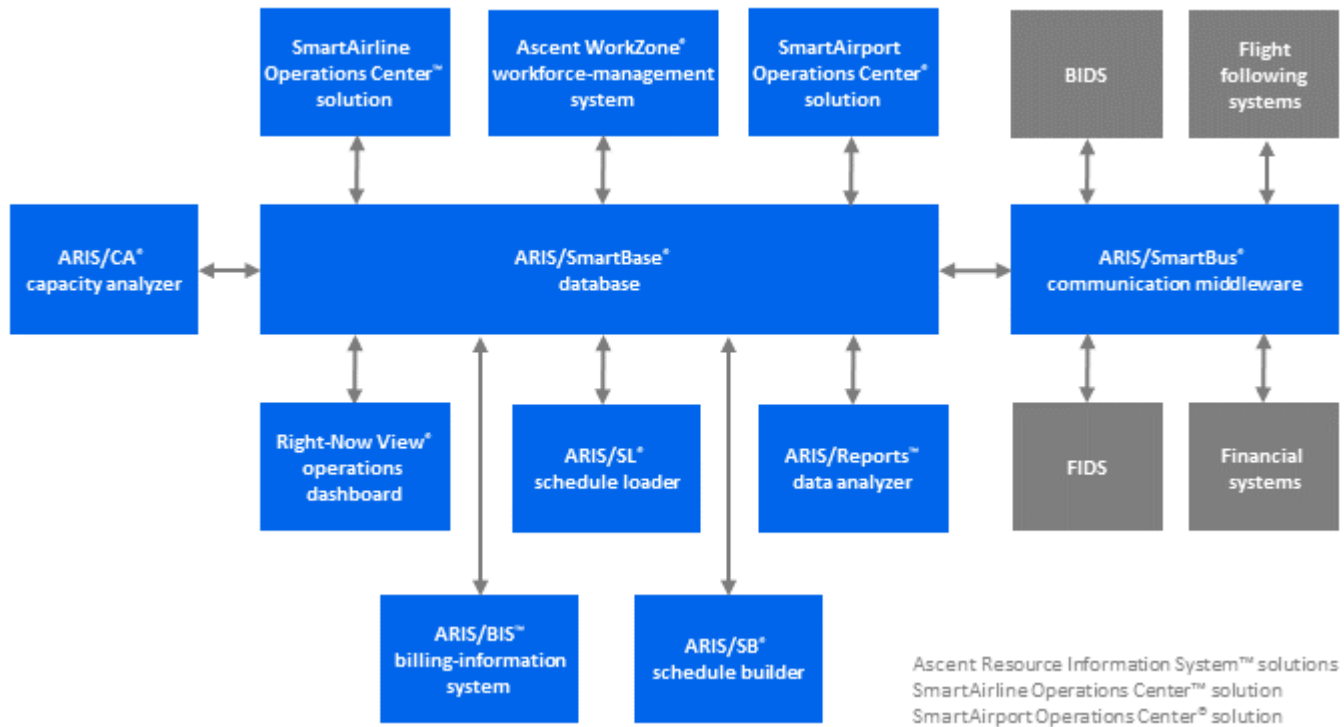 SmartAirline
Operations Center™
solution
Ascent WorkZone®
workforce-management
system
SmartAirport
Operations Center®
solution
BIDS
Flight
following
systems
ARIS/CA®
capacity analyzer
ARIS/SmartBase®
database
ARIS/SmartBus®
communication middleware
Right-Now View®
operations
dashboard
ARIS/SL®
schedule loader
ARIS/Reports™
data analyzer
FIDS
Financial
systems
ARIS/BIS™
billing-information
system
ARIS/SB®
schedule builder
Ascent Resource Information System™ solutions
SmartAirline Operations Center™ solution
SmartAirport Operations Center® solution